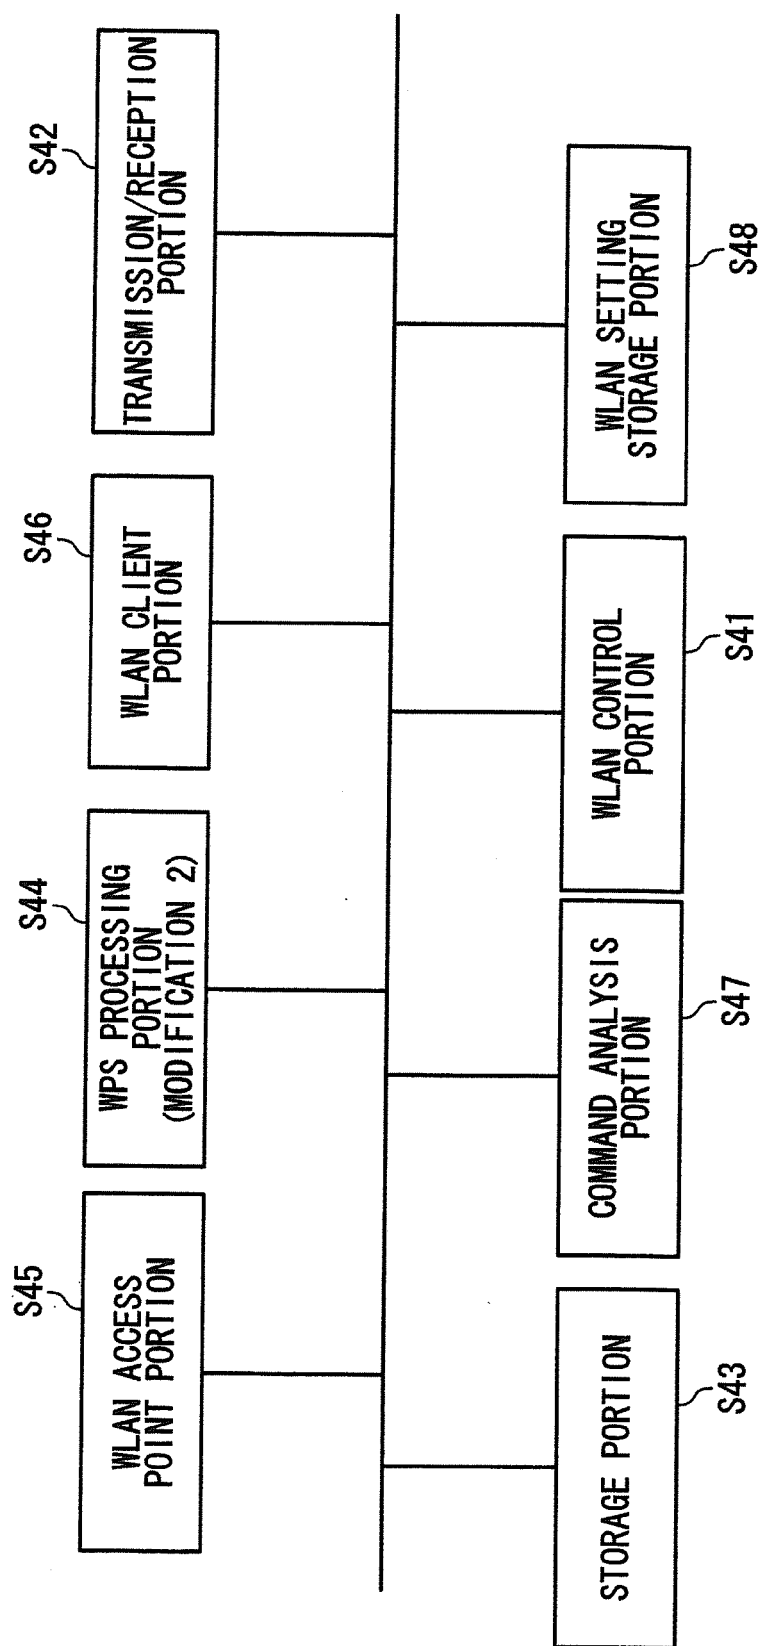 S45
WLAN ACCESS
POINT PORTION
S44
WPS PROCESSING
PORTION
(MODIFICATION 2)
S46
WLAN CLIENT
PORTION
S42
TRANSMISSION/RECEPTION
PORTION
STORAGE PORTION
S43
COMMAND ANALYSIS
PORTION
S47
WLAN CONTROL
PORTION
S41
WLAN SETTING
STORAGE PORTION
S48